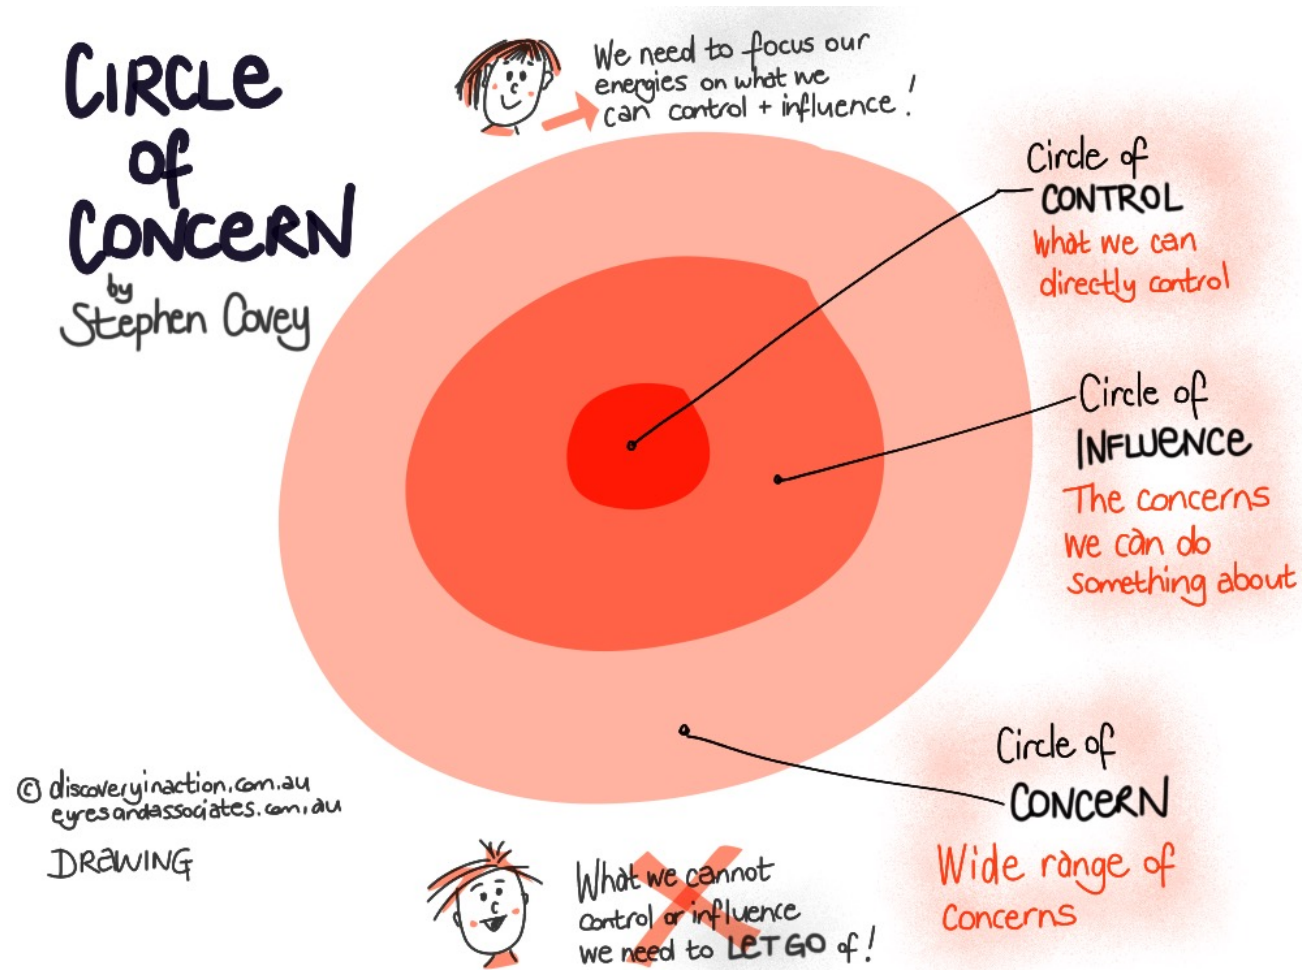 CIRCLE
of
CONCERN
by
Stephen Covey
We need to focus our
energies on what we
can control + influence!
Circle of
CONTROL
What we can
directly control
Circle of
INFLUENCE
The concerns
we can do
something about
Circle of
CONCERN
Wide range of
concerns
What we cannot
control or influence
we need to LET GO of!
© discoveryinaction.com.au
eyresandassociates.com.au
DRAWING